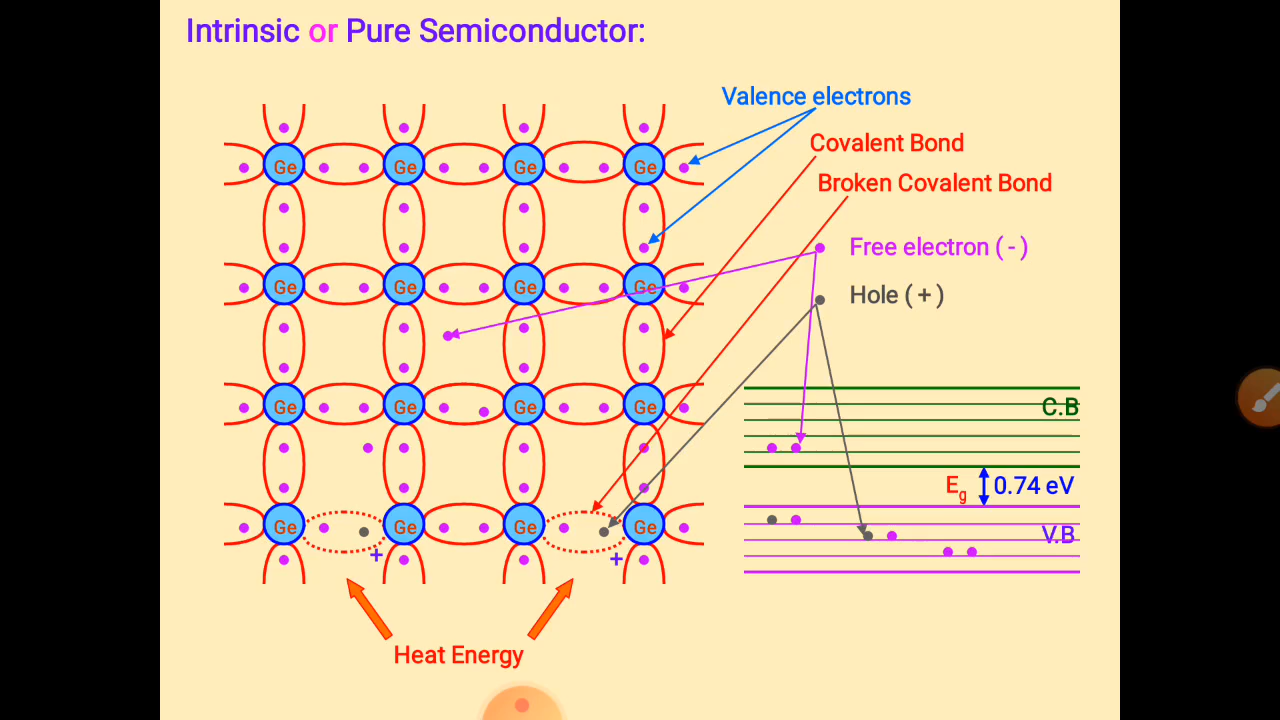 Intrinsic or Pure Semiconductor:
Valence electrons
Covalent Bond
Broken Covalent Bond
Free electron ( - )
Hole ( + )
Ge Ge Ge Ge
Ge Ge Ge Ge
Ge Ge Ge Ge
Ge Ge Ge Ge
+ +
C.B
Eg 0.74 eV
V.B
Heat Energy